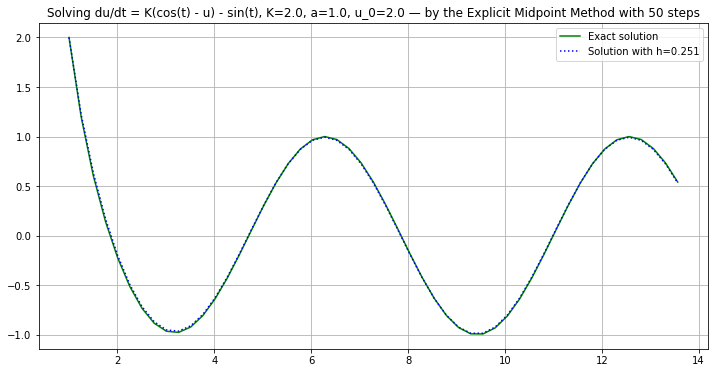 Solving du/dt = K(cos(t) - u) - sin(t), K=2.0, a=1.0, u_0=2.0 — by the Explicit Midpoint Method with 50 steps
Exact solution
Solution with h=0.251
2.0
1.5
1.0
0.5
0.0
−0.5
−1.0
2 4 6 8 10 12 14